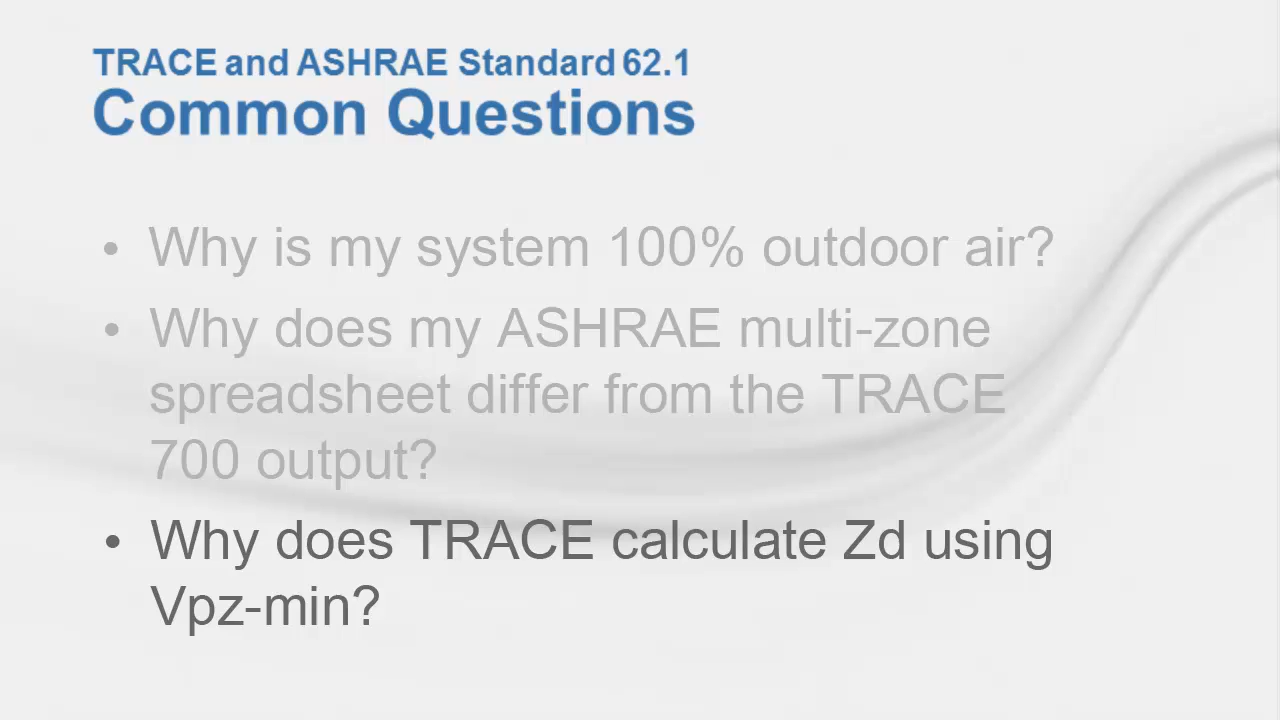 TRACE and ASHRAE Standard 62.1
Common Questions
• Why is my system 100% outdoor air?
• Why does my ASHRAE multi-zone
spreadsheet differ from the TRACE
700 output?
• Why does TRACE calculate Zd using
Vpz-min?